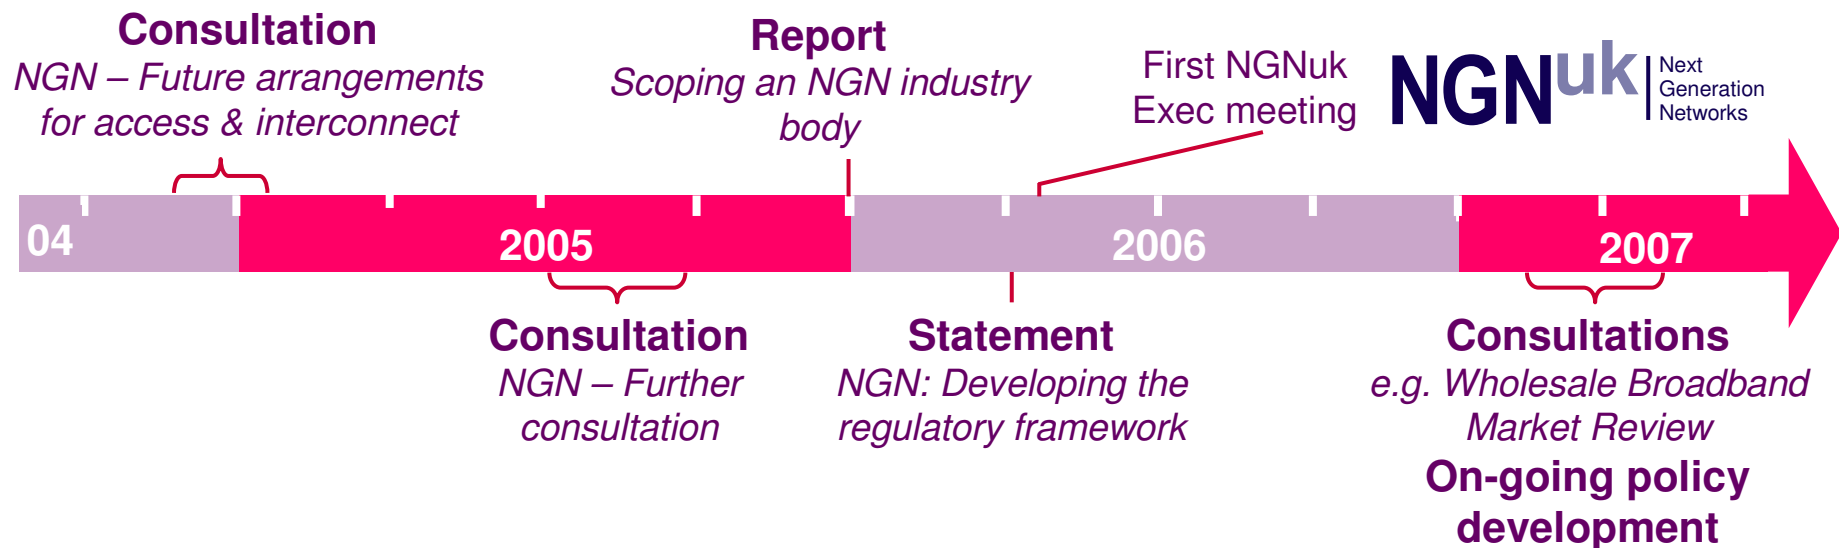 Consultation
NGN – Future arrangements
for access & interconnect
Report
Scoping an NGN industry
body
First NGNuk
Exec meeting
NGNuk
Next
Generation
Networks
04
2005
2006
2007
Consultation
NGN – Further
consultation
Statement
NGN: Developing the
regulatory framework
Consultations
e.g. Wholesale Broadband
Market Review
On-going policy
development